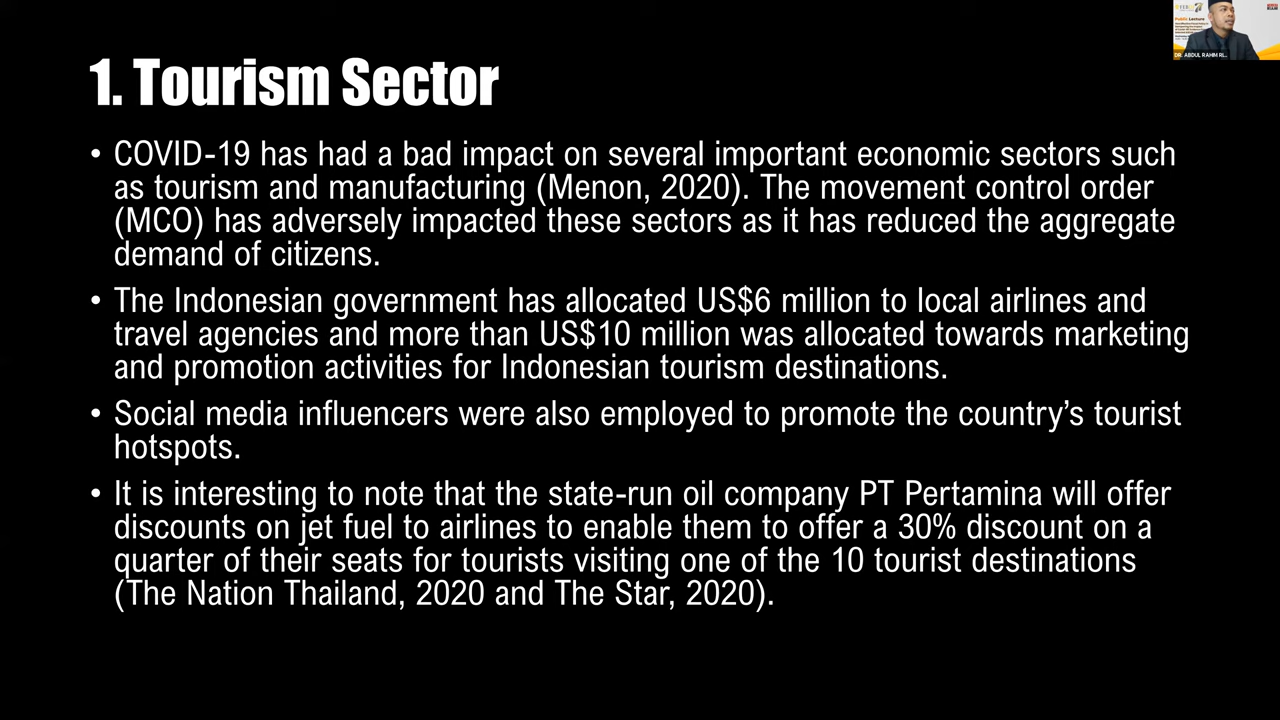 1. Tourism Sector
• COVID-19 has had a bad impact on several important economic sectors such
as tourism and manufacturing (Menon, 2020). The movement control order
(MCO) has adversely impacted these sectors as it has reduced the aggregate
demand of citizens.
• The Indonesian government has allocated US$6 million to local airlines and
travel agencies and more than US$10 million was allocated towards marketing
and promotion activities for Indonesian tourism destinations.
• Social media influencers were also employed to promote the country’s tourist
hotspots.
• It is interesting to note that the state-run oil company PT Pertamina will offer
discounts on jet fuel to airlines to enable them to offer a 30% discount on a
quarter of their seats for tourists visiting one of the 10 tourist destinations
(The Nation Thailand, 2020 and The Star, 2020).
Public Lecture
DR. ABDUL RAHIM RI...